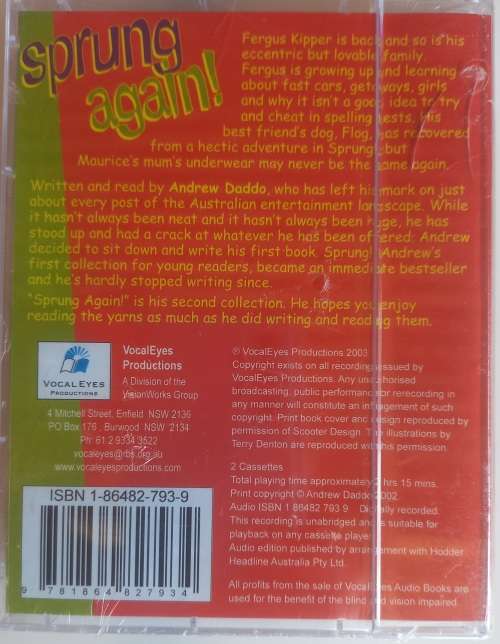 sprung
again!
Fergus Kipper is back and so is his
eccentric but lovable family.
Fergus is growing up and learning
about fast cars, getaways, girls
and why it isn't a good idea to try
and cheat in spelling tests. His
best friend's dog, Flog, has recovered
from a hectic adventure in Sprung, but
Maurice's mum's underwear may never be the same again.
Written and read by Andrew Daddo, who has left his mark on just
about every post of the Australian entertainment landscape. While
it hasn't always been neat and it hasn't always been huge, he has
stood up and had a crack at whatever he has been offered. Andrew
decided to sit down and write his first book. Sprung! Andrew's
first collection for young readers, became an immediate bestseller
and he's hardly stopped writing since.
"Sprung Again!" is his second collection. He hopes you enjoy
reading the yarns as much as he did writing and reading them.
VOCALEYES
PRODUCTIONS
VocalEyes
Productions
A Division of the
VisionWorks Group
4 Mitchell Street, Enfield NSW 2136
PO Box 176, Burwood NSW 2134
Ph: 61 2 9334 3522
vocaleyes@rbs.org.au
www.vocaleyesproductions.com
ISBN 1-86482-793-9
9 781864 827934
℗ VocalEyes Productions 2003
Copyright exists on all recordings issued by
VocalEyes Productions. Any unauthorised
broadcasting, public performance or rerecording in
any manner will constitute an infringement of such
copyright. Print book cover and design reproduced by
permission of Scooter Design. The illustrations by
Terry Denton are reproduced with his permission.
2 Cassettes
Total playing time approximately 2 hrs 15 mins.
Print copyright © Andrew Daddo 2002
Audio ISBN 1 86482 793 9 Digitally recorded.
This recording is unabridged and is suitable for
playback on any cassette player
Audio edition published by arrangement with Hodder
Headline Australia Pty Ltd.
All profits from the sale of VocalEyes Audio Books are
used for the benefit of the blind and vision impaired.